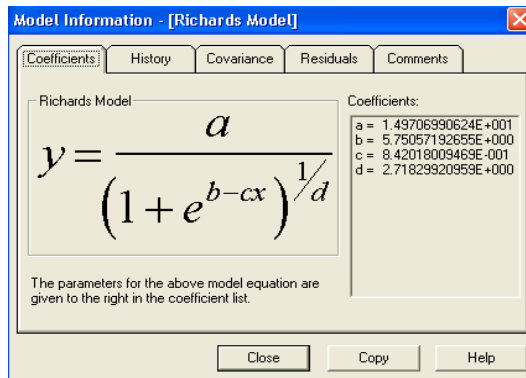 Model Information - [Richards Model]
Coefficients History Covariance Residuals Comments
Richards Model
y = a / (1 + e^{b-cx})^{1/d}
Coefficients:
a = 1.49706990624E+001
b = 5.75057192655E+000
c = 8.42018009469E-001
d = 2.71829920959E+000
The parameters for the above model equation are
given to the right in the coefficient list.
Close Copy Help